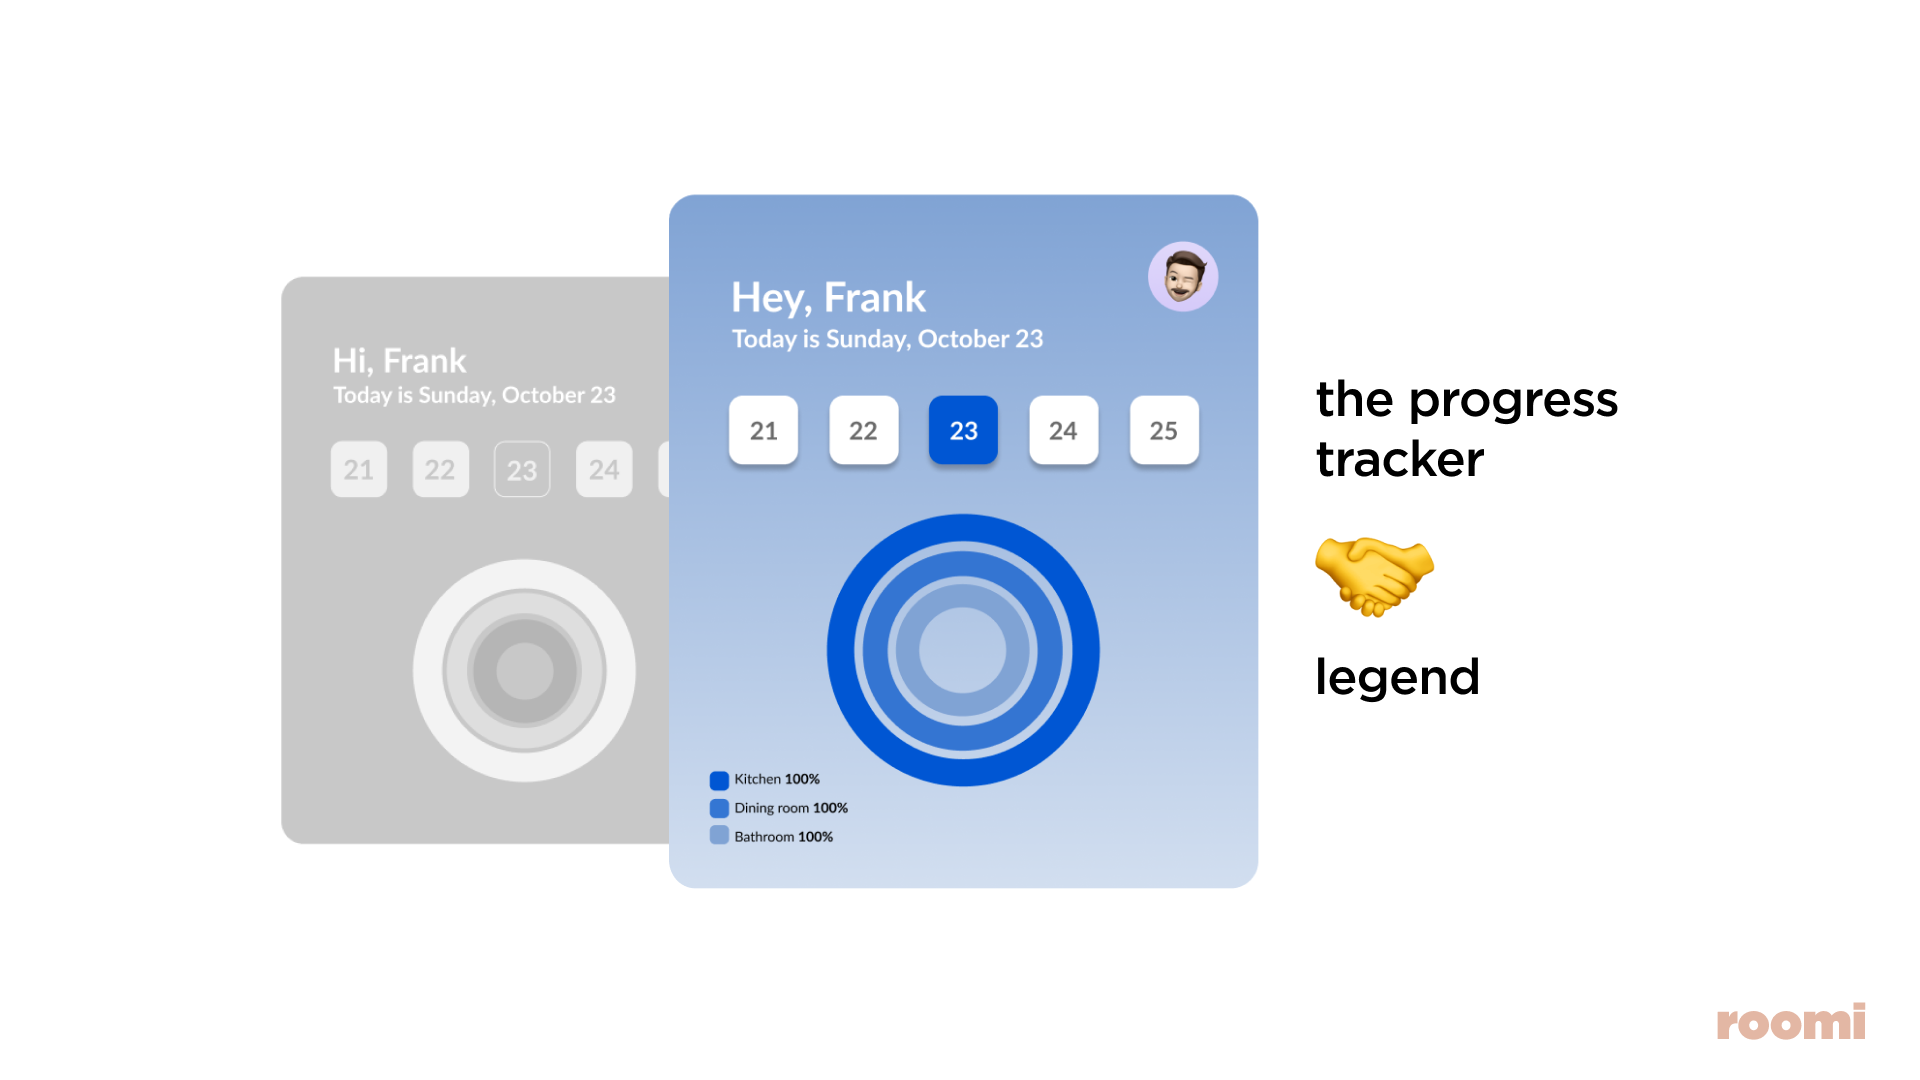 Hi, Frank
Today is Sunday, October 23
21 22 23 24
Hey, Frank
Today is Sunday, October 23
21 22 23 24 25
Kitchen 100%
Dining room 100%
Bathroom 100%
the progress
tracker
legend
roomi